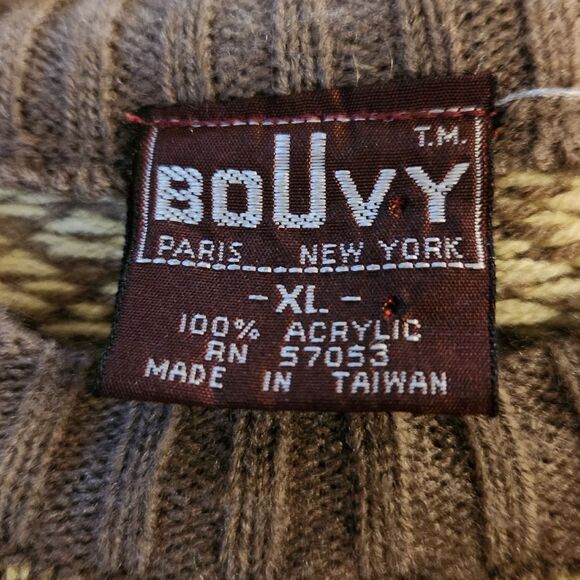 T.M.
BOUVY
PARIS NEW YORK
- XL -
100% ACRYLIC
RN 57053
MADE IN TAIWAN